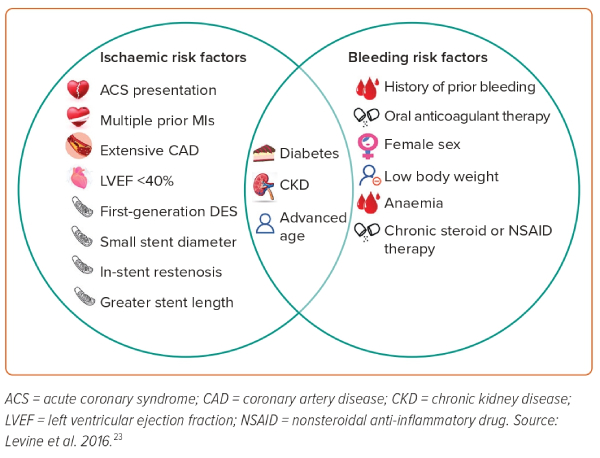 Ischaemic risk factors
ACS presentation
Multiple prior MIs
Extensive CAD
LVEF <40%
First-generation DES
Small stent diameter
In-stent restenosis
Greater stent length
Diabetes
CKD
Advanced
age
Bleeding risk factors
History of prior bleeding
Oral anticoagulant therapy
Female sex
Low body weight
Anaemia
Chronic steroid or NSAID
therapy
ACS = acute coronary syndrome; CAD = coronary artery disease; CKD = chronic kidney disease;
LVEF = left ventricular ejection fraction; NSAID = nonsteroidal anti-inflammatory drug. Source:
Levine et al. 2016.23